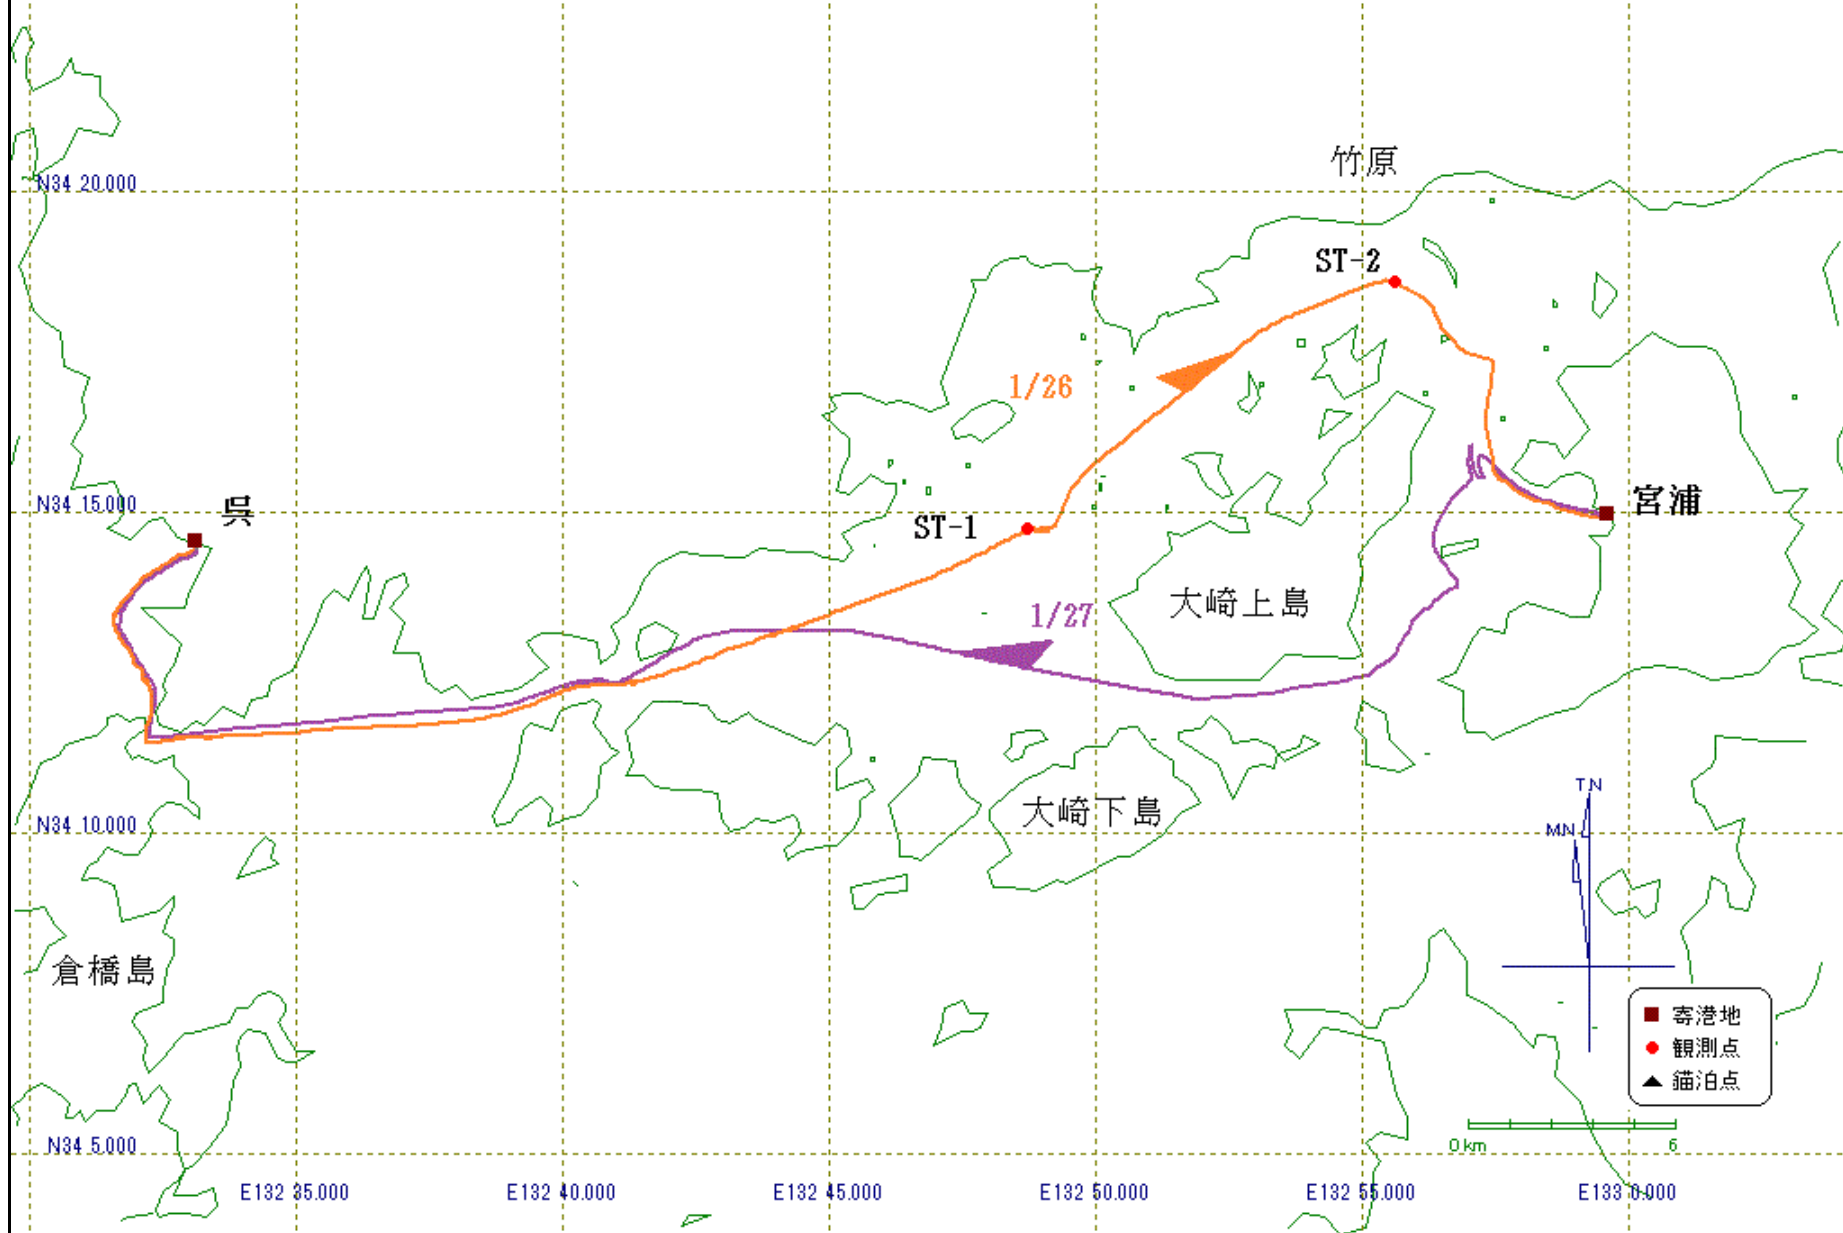 竹原
N34 20.000
ST-2
1/26
N34 15.000
呉
宮浦
ST-1
大崎上島
1/27
TN
大崎下島
N34 10.000
MN
倉橋島
寄港地
観測点
錨泊点
N34 5.000
0 km 6
E132 35.000
E132 40.000
E132 45.000
E132 50.000
E132 55.000
E133 0.000